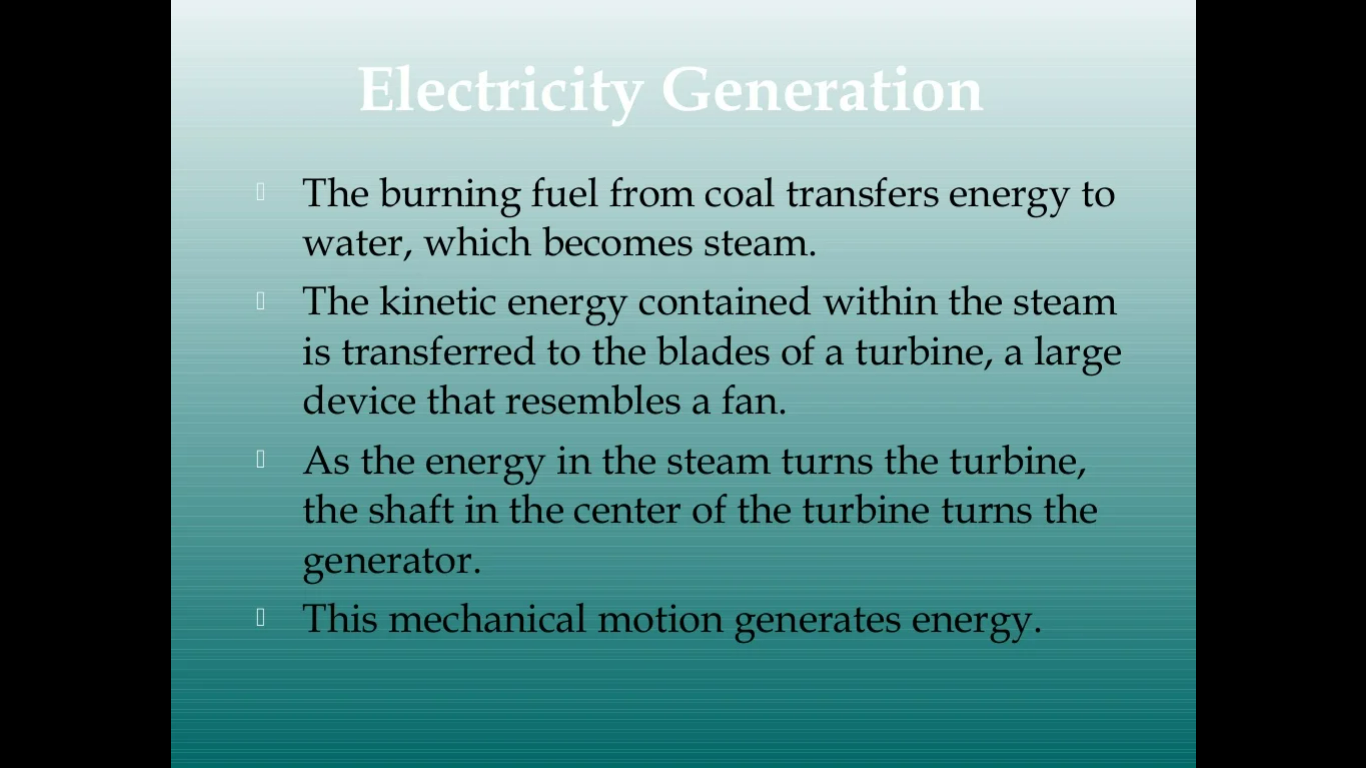 Electricity Generation
The burning fuel from coal transfers energy to
water, which becomes steam.
The kinetic energy contained within the steam
is transferred to the blades of a turbine, a large
device that resembles a fan.
As the energy in the steam turns the turbine,
the shaft in the center of the turbine turns the
generator.
This mechanical motion generates energy.